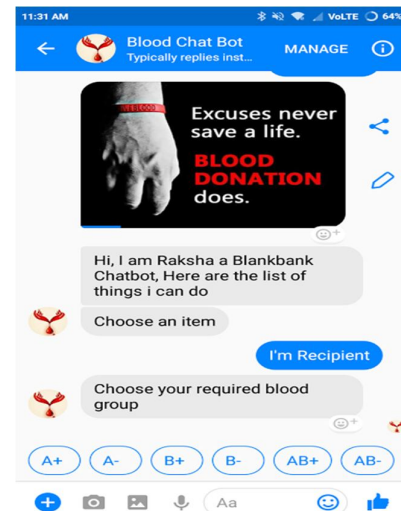 11:31 AM
VoLTE
64%
Blood Chat Bot
MANAGE
Typically replies inst...
Excuses never
save a life.
BLOOD
DONATION
does.
Hi, I am Raksha a Blankbank
Chatbot, Here are the list of
things i can do
Choose an item
I'm Recipient
Choose your required blood
group
A+
A-
B+
B-
AB+
AB-
Aa